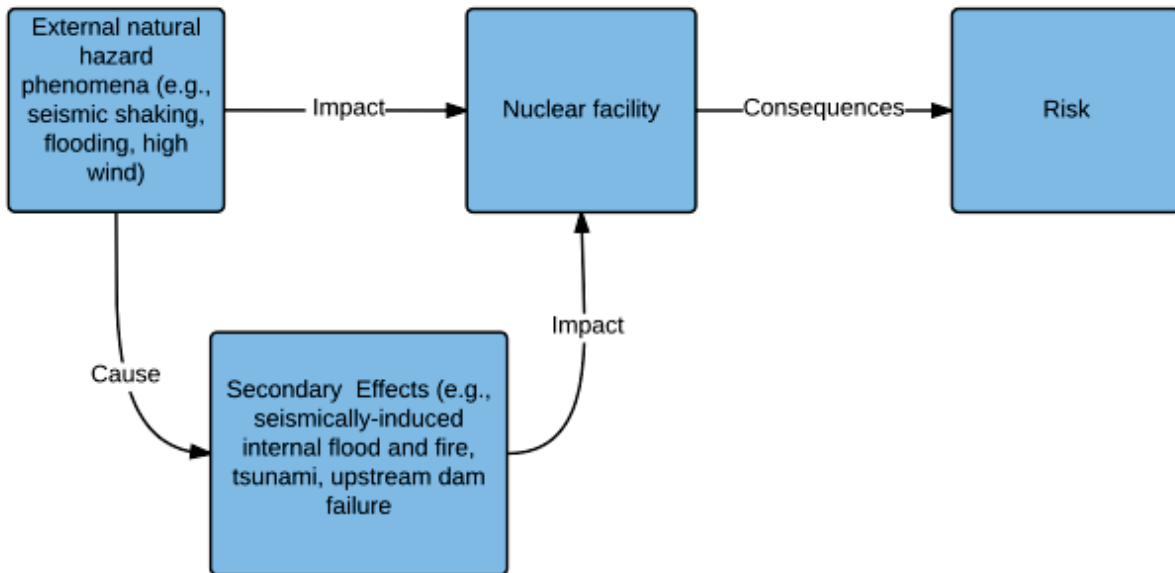 External natural
hazard
phenomena (e.g.,
seismic shaking,
flooding, high
wind)
Impact
Nuclear facility
Consequences
Risk
Cause
Impact
Secondary  Effects (e.g.,
seismically-induced
internal flood and fire,
tsunami, upstream dam
failure